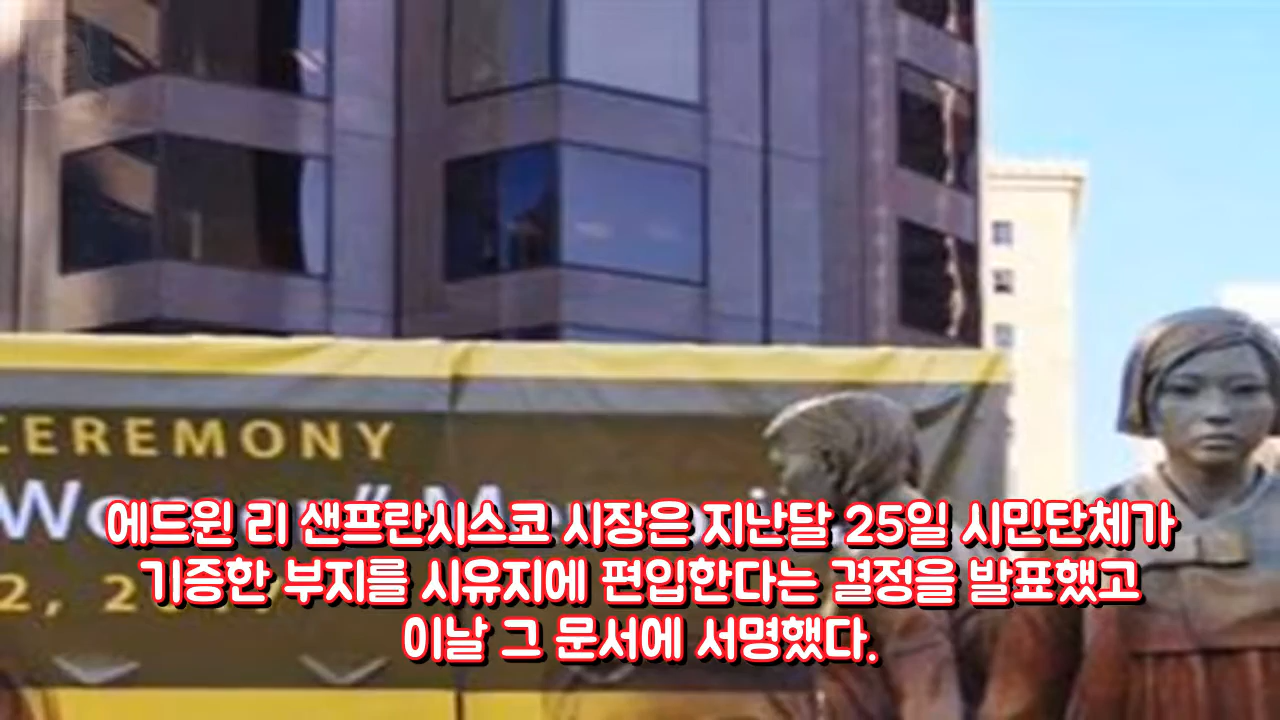 CEREMONY
2, 2
에드윈 리 샌프란시스코 시장은 지난달 25일 시민단체가
기증한 부지를 시유지에 편입한다는 결정을 발표했고
이날 그 문서에 서명했다.